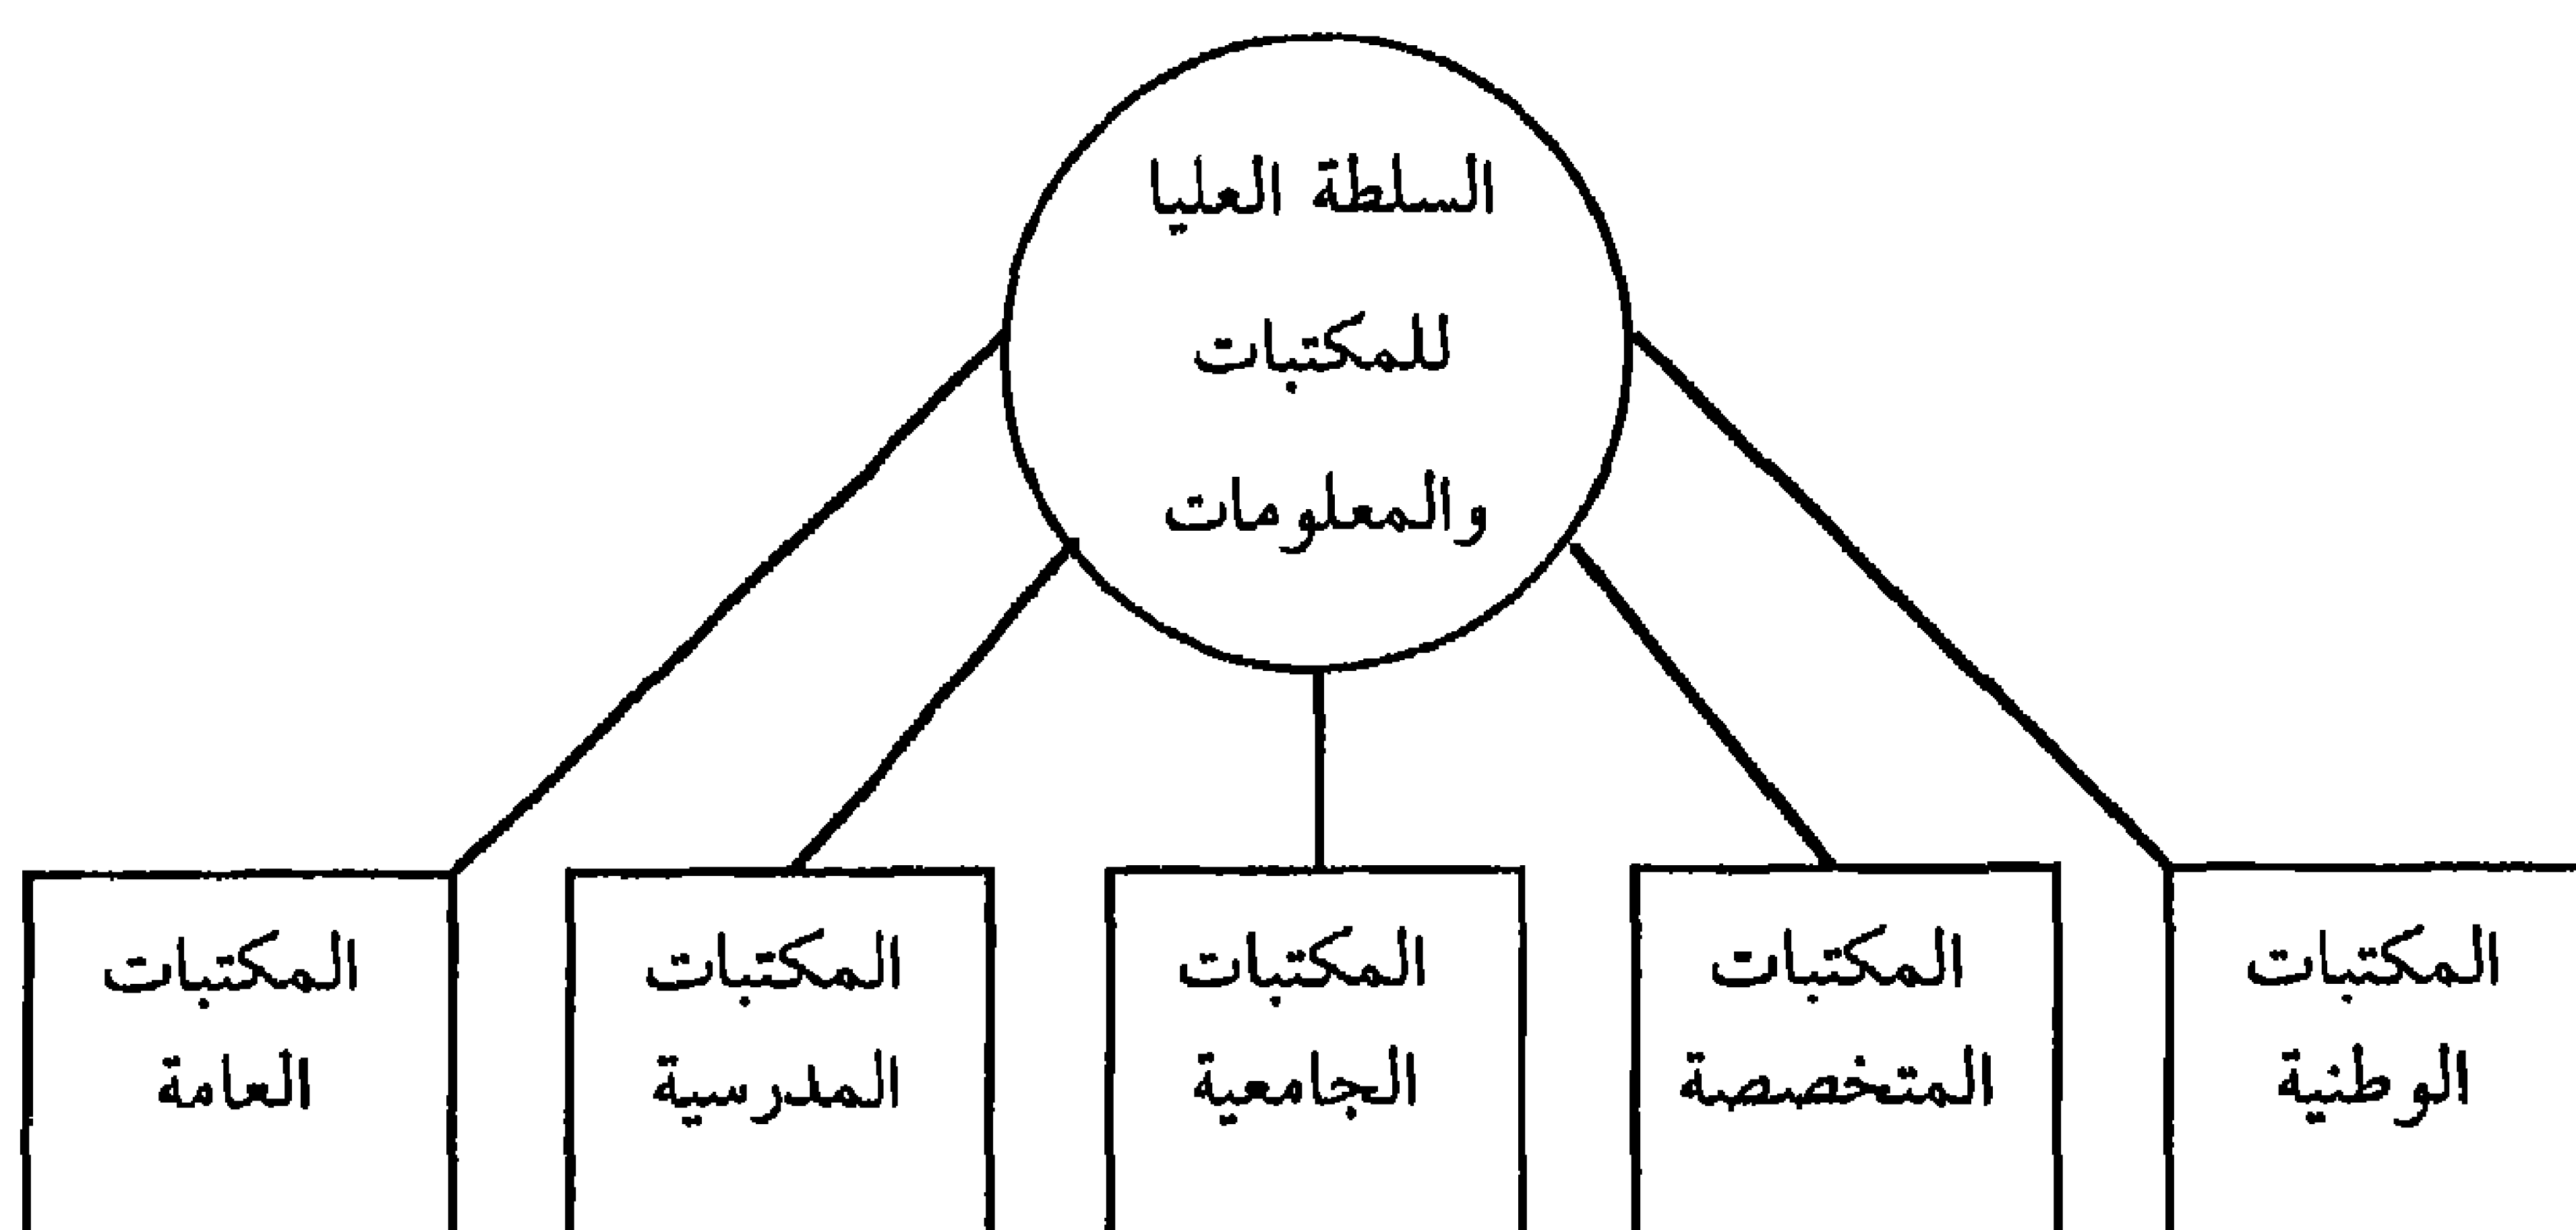 السلطة العليا
للمكتبات
والمعلومات
المكتبات
الوطنية
المكتبات
المتخصصة
المكتبات
الجامعية
المكتبات
المدرسية
المكتبات
العامة